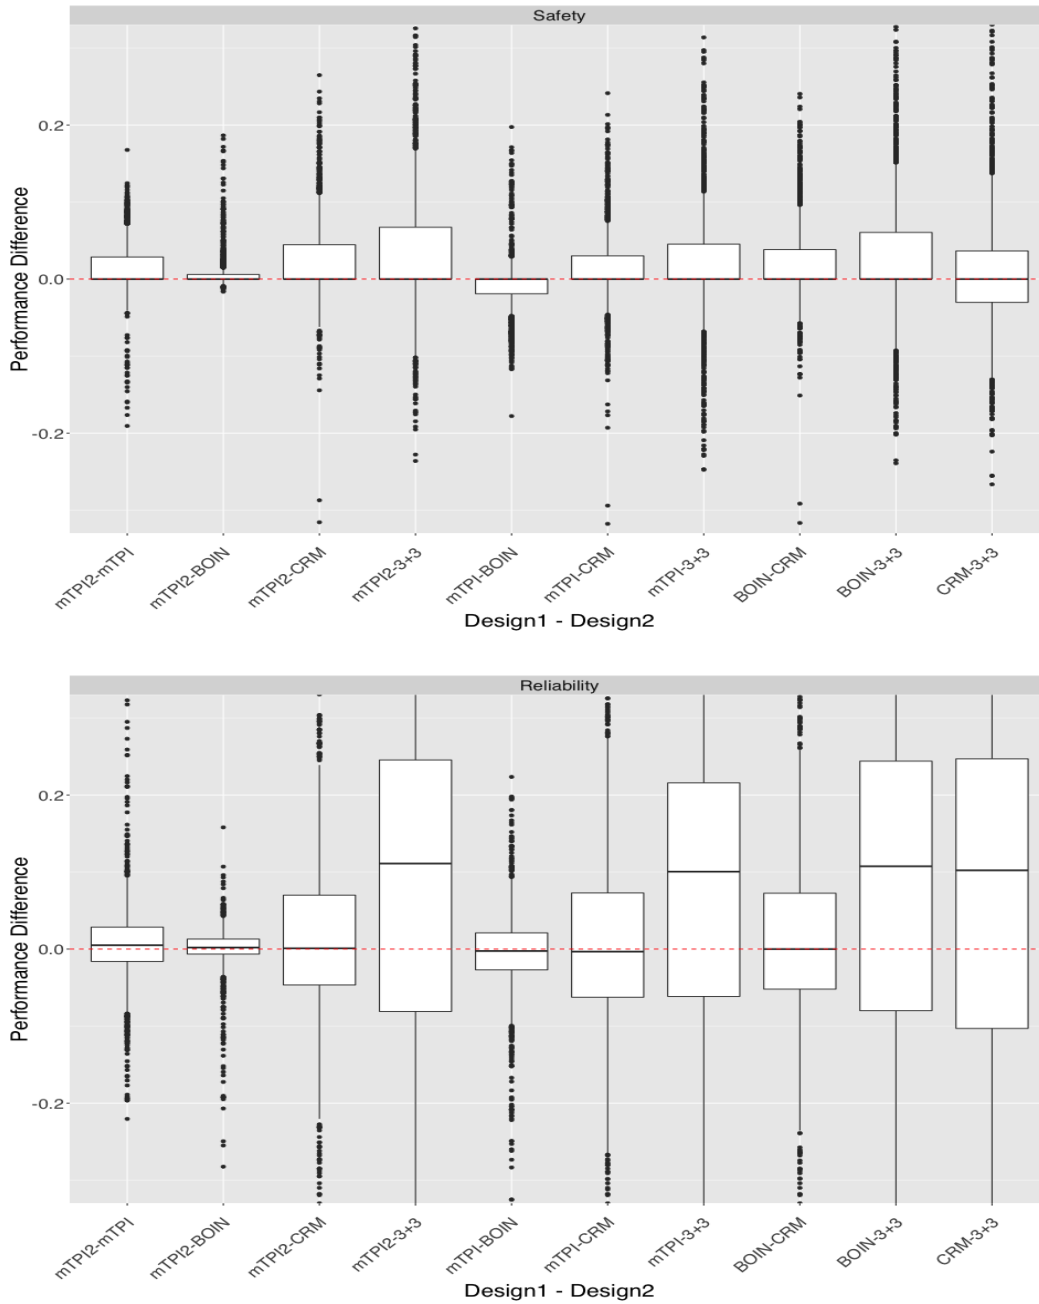 Safety
Performance Difference
0.2
0.0
-0.2
mTPI2-mTPI
mTPI2-BOIN
mTPI2-CRM
mTPI2-3+3
mTPI-BOIN
mTPI-CRM
mTPI-3+3
BOIN-CRM
BOIN-3+3
CRM-3+3
Design1 - Design2
Reliability
Performance Difference
0.2
0.0
-0.2
mTPI2-mTPI
mTPI2-BOIN
mTPI2-CRM
mTPI2-3+3
mTPI-BOIN
mTPI-CRM
mTPI-3+3
BOIN-CRM
BOIN-3+3
CRM-3+3
Design1 - Design2